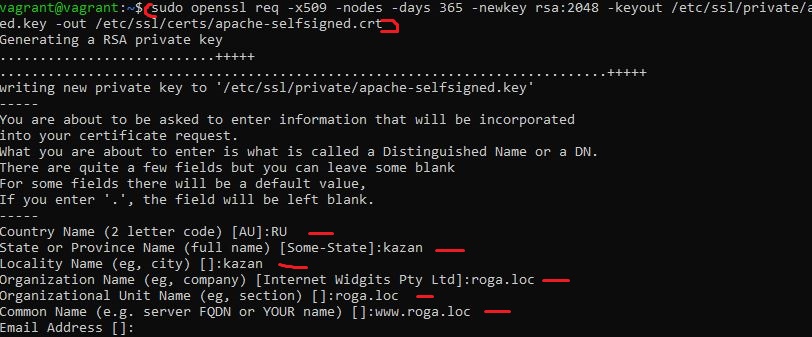 vagrant@vagrant:~$ sudo openssl req -x509 -nodes -days 365 -newkey rsa:2048 -keyout /etc/ssl/private/a
ed.key -out /etc/ssl/certs/apache-selfsigned.crt
Generating a RSA private key
...........................+++++
............................................................................+++++
writing new private key to '/etc/ssl/private/apache-selfsigned.key'
-----
You are about to be asked to enter information that will be incorporated
into your certificate request.
What you are about to enter is what is called a Distinguished Name or a DN.
There are quite a few fields but you can leave some blank
For some fields there will be a default value,
If you enter '.', the field will be left blank.
-----
Country Name (2 letter code) [AU]:RU
State or Province Name (full name) [Some-State]:kazan
Locality Name (eg, city) []:kazan
Organization Name (eg, company) [Internet Widgits Pty Ltd]:roga.loc
Organizational Unit Name (eg, section) []:roga.loc
Common Name (e.g. server FQDN or YOUR name) []:www.roga.loc
Email Address []: